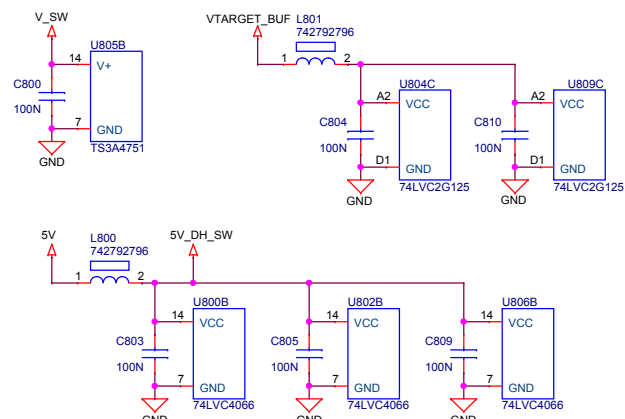 V_SW
U805B
14
V+
C800
100N
7
GND
TS3A4751
GND
VTARGET_BUF
L801
742792796
1
2
U804C
A2
VCC
C804
100N
D1
GND
74LVC2G125
GND
U809C
A2
VCC
C810
100N
D1
GND
74LVC2G125
GND
5V
L800
742792796
1
2
5V_DH_SW
U800B
14
VCC
C803
100N
7
GND
74LVC4066
GND
U802B
14
VCC
C805
100N
7
GND
74LVC4066
GND
U806B
14
VCC
C809
100N
7
GND
74LVC4066
GND